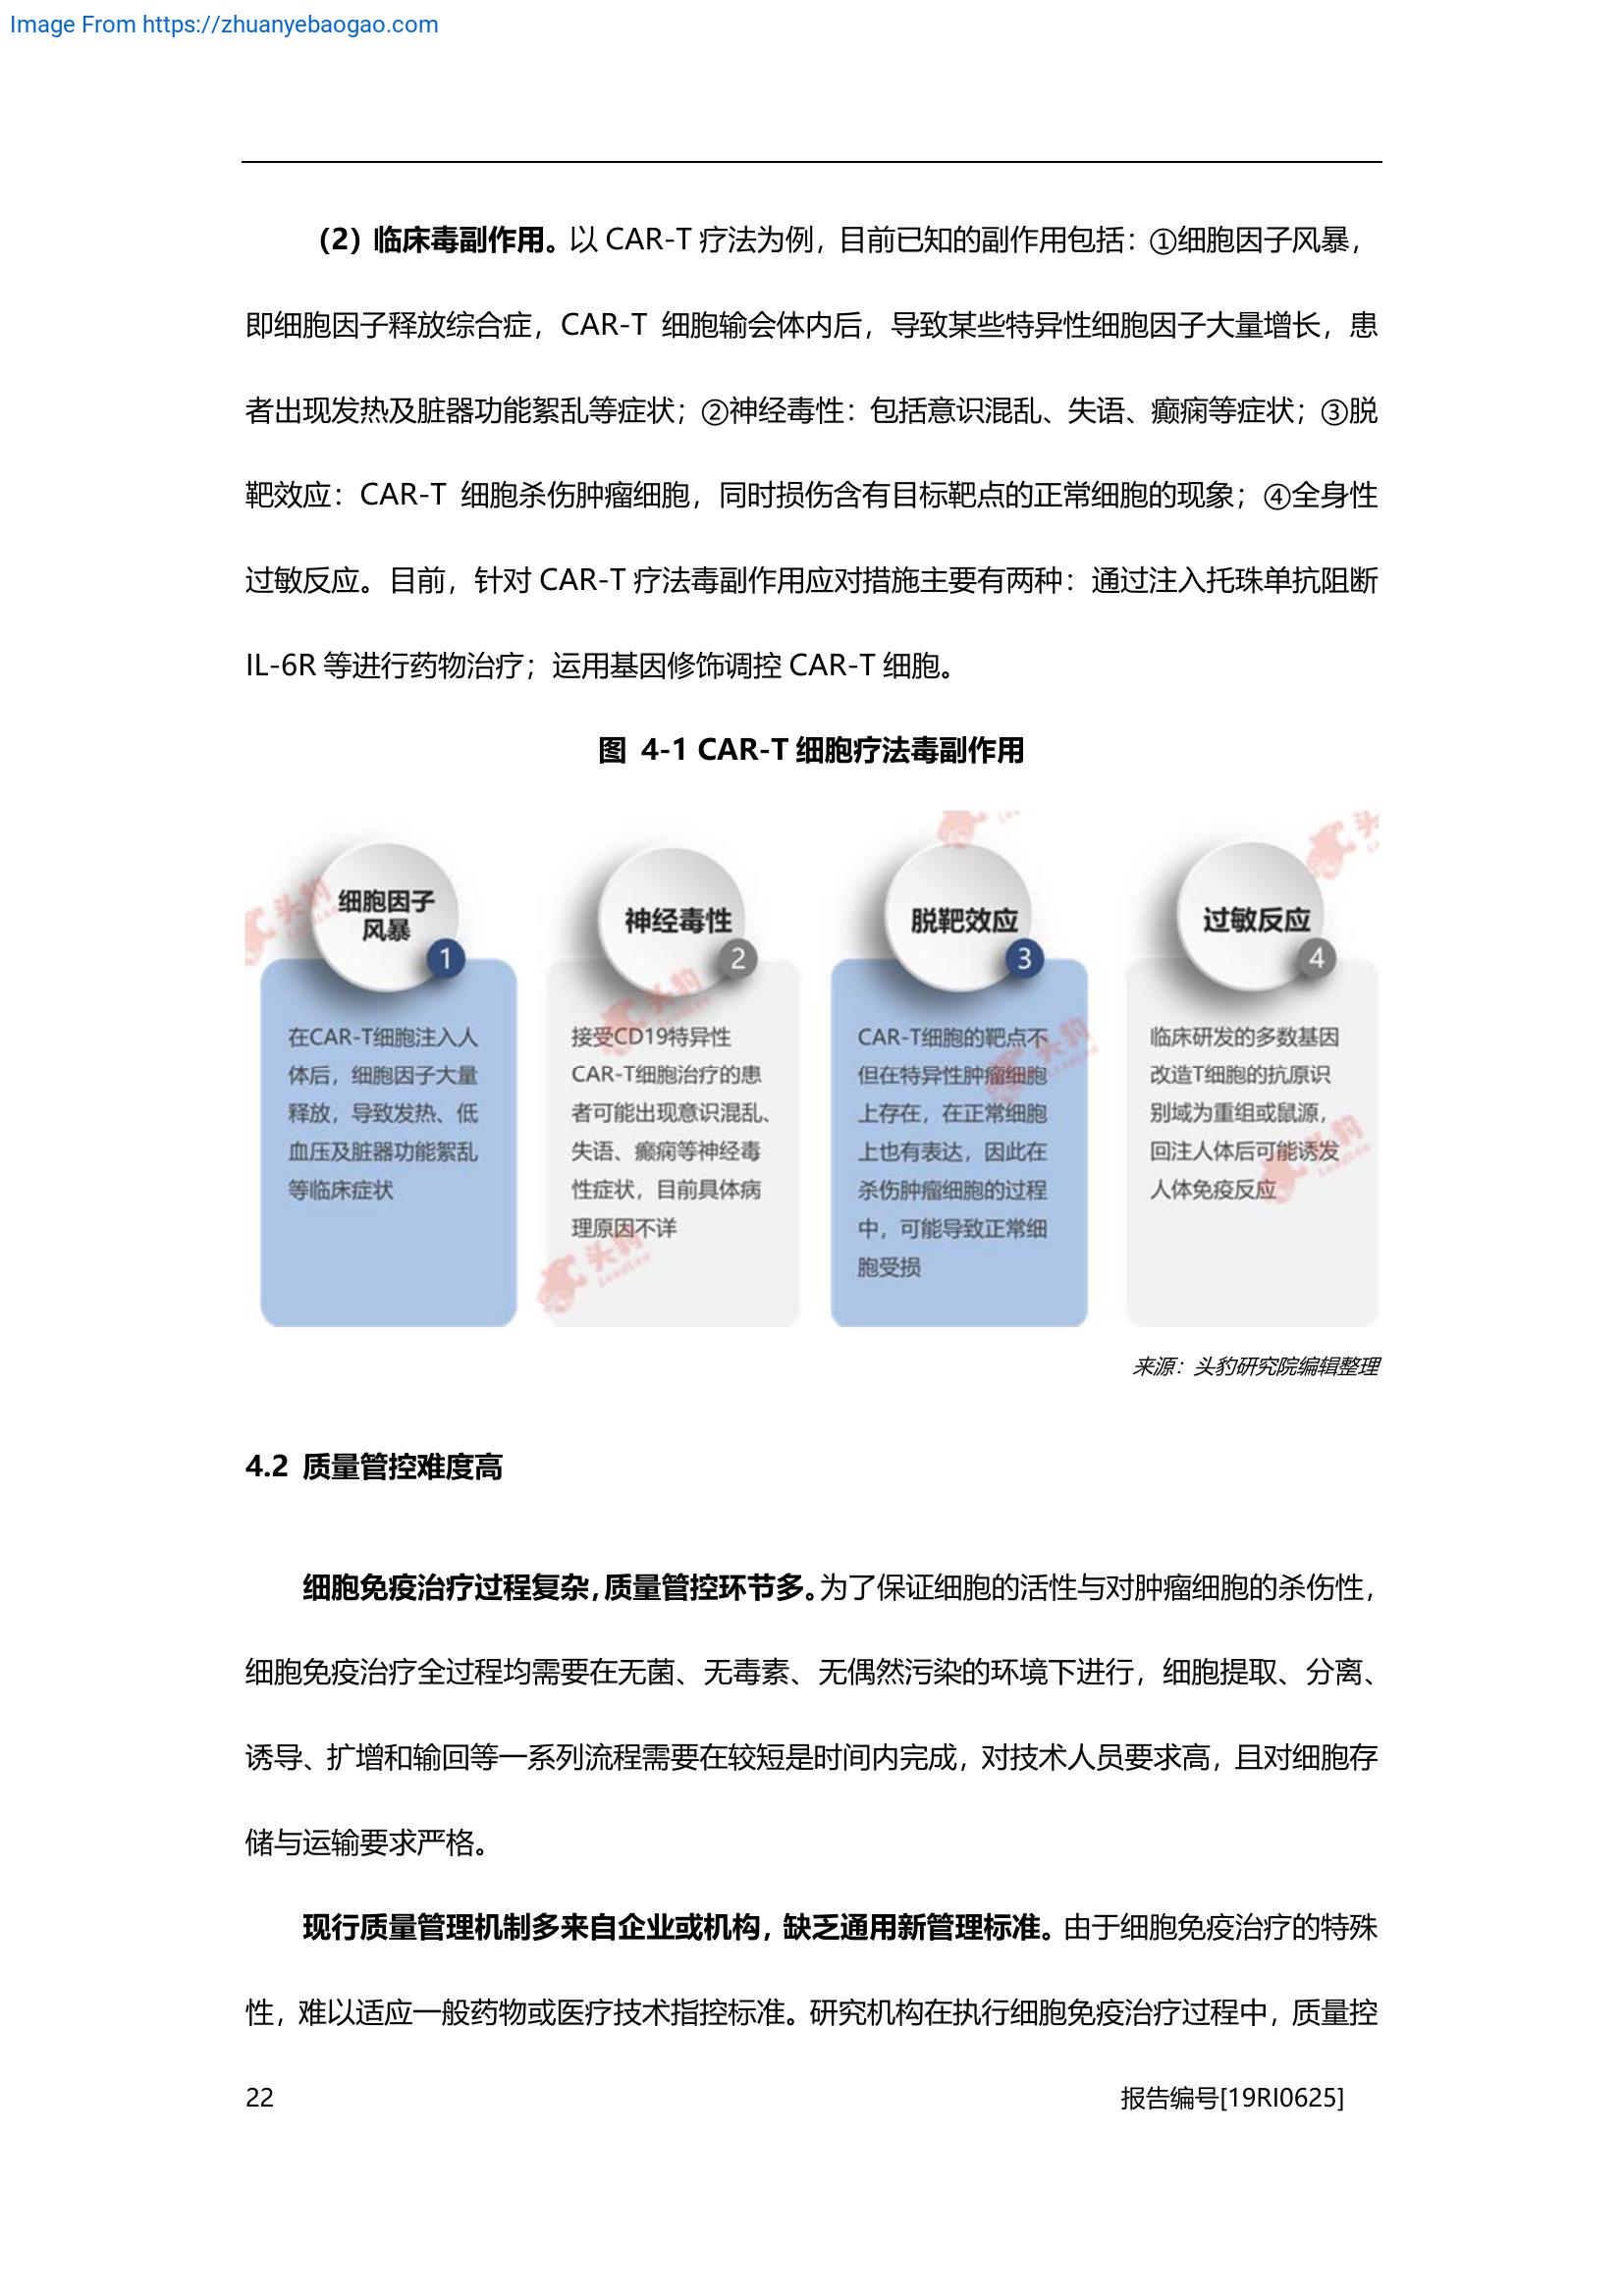 Image From https://zhuanyebaogao.com
（2）临床毒副作用。以 CAR-T 疗法为例，目前已知的副作用包括：①细胞因子风暴，
即细胞因子释放综合症，CAR-T 细胞输会体内后，导致某些特异性细胞因子大量增长，患
者出现发热及脏器功能絮乱等症状；②神经毒性：包括意识混乱、失语、癫痫等症状；③脱
靶效应：CAR-T 细胞杀伤肿瘤细胞，同时损伤含有目标靶点的正常细胞的现象；④全身性
过敏反应。目前，针对 CAR-T 疗法毒副作用应对措施主要有两种：通过注入托珠单抗阻断
IL-6R 等进行药物治疗；运用基因修饰调控 CAR-T 细胞。
图 4-1 CAR-T 细胞疗法毒副作用
细胞因子
风暴
1
在CAR-T细胞注入人
体后，细胞因子大量
释放，导致发热、低
血压及脏器功能絮乱
等临床症状
神经毒性
2
接受CD19特异性
CAR-T细胞治疗的患
者可能出现意识混乱、
失语、癫痫等神经毒
性症状，目前具体病
理原因不详
脱靶效应
3
CAR-T细胞的靶点不
但在特异性肿瘤细胞
上存在，在正常细胞
上也有表达，因此在
杀伤肿瘤细胞的过程
中，可能导致正常细
胞受损
过敏反应
4
临床研发的多数基因
改造T细胞的抗原识
别域为重组或鼠源，
回注人体后可能诱发
人体免疫反应
头豹
LeadLeo
来源：头豹研究院编辑整理
4.2 质量管控难度高
细胞免疫治疗过程复杂，质量管控环节多。为了保证细胞的活性与对肿瘤细胞的杀伤性，
细胞免疫治疗全过程均需要在无菌、无毒素、无偶然污染的环境下进行，细胞提取、分离、
诱导、扩增和输回等一系列流程需要在较短是时间内完成，对技术人员要求高，且对细胞存
储与运输要求严格。
现行质量管理机制多来自企业或机构，缺乏通用新管理标准。由于细胞免疫治疗的特殊
性，难以适应一般药物或医疗技术指控标准。研究机构在执行细胞免疫治疗过程中，质量控
22
报告编号[19RI0625]